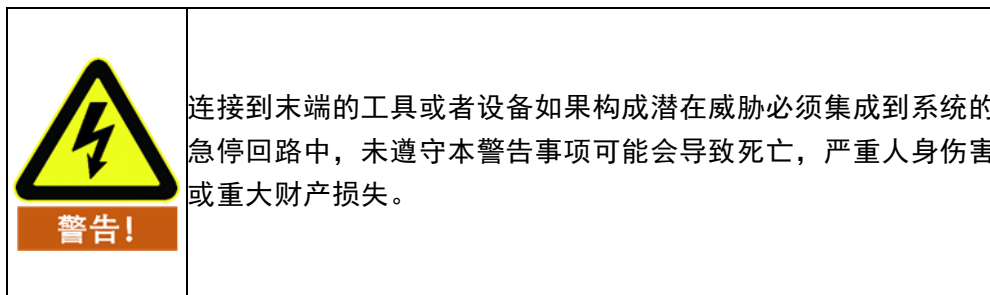 连接到末端的工具或者设备如果构成潜在威胁必须集成到系统的
急停回路中，未遵守本警告事项可能会导致死亡，严重人身伤害
或重大财产损失。
警告！